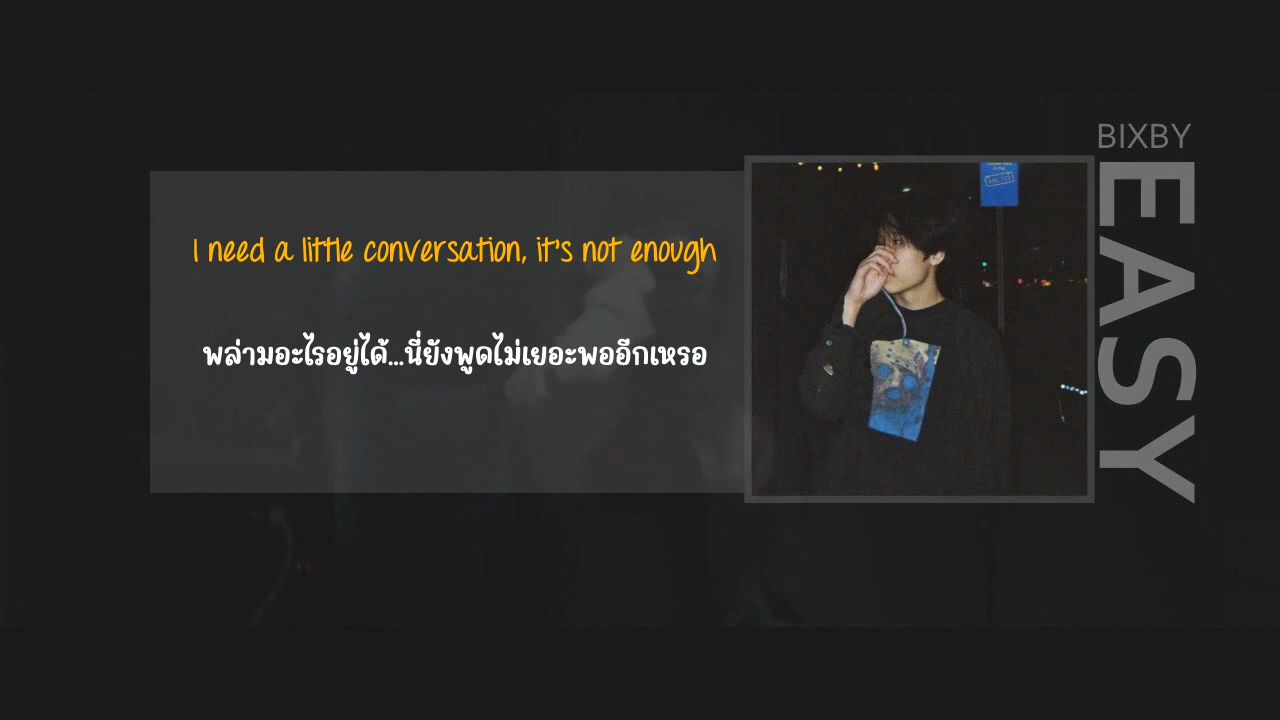 I need a little conversation, it's not enough
พล่ามอะไรอยู่ได้...นี่ยังพูดไม่เยอะพออีกเหรอ
BIXBY
EASY